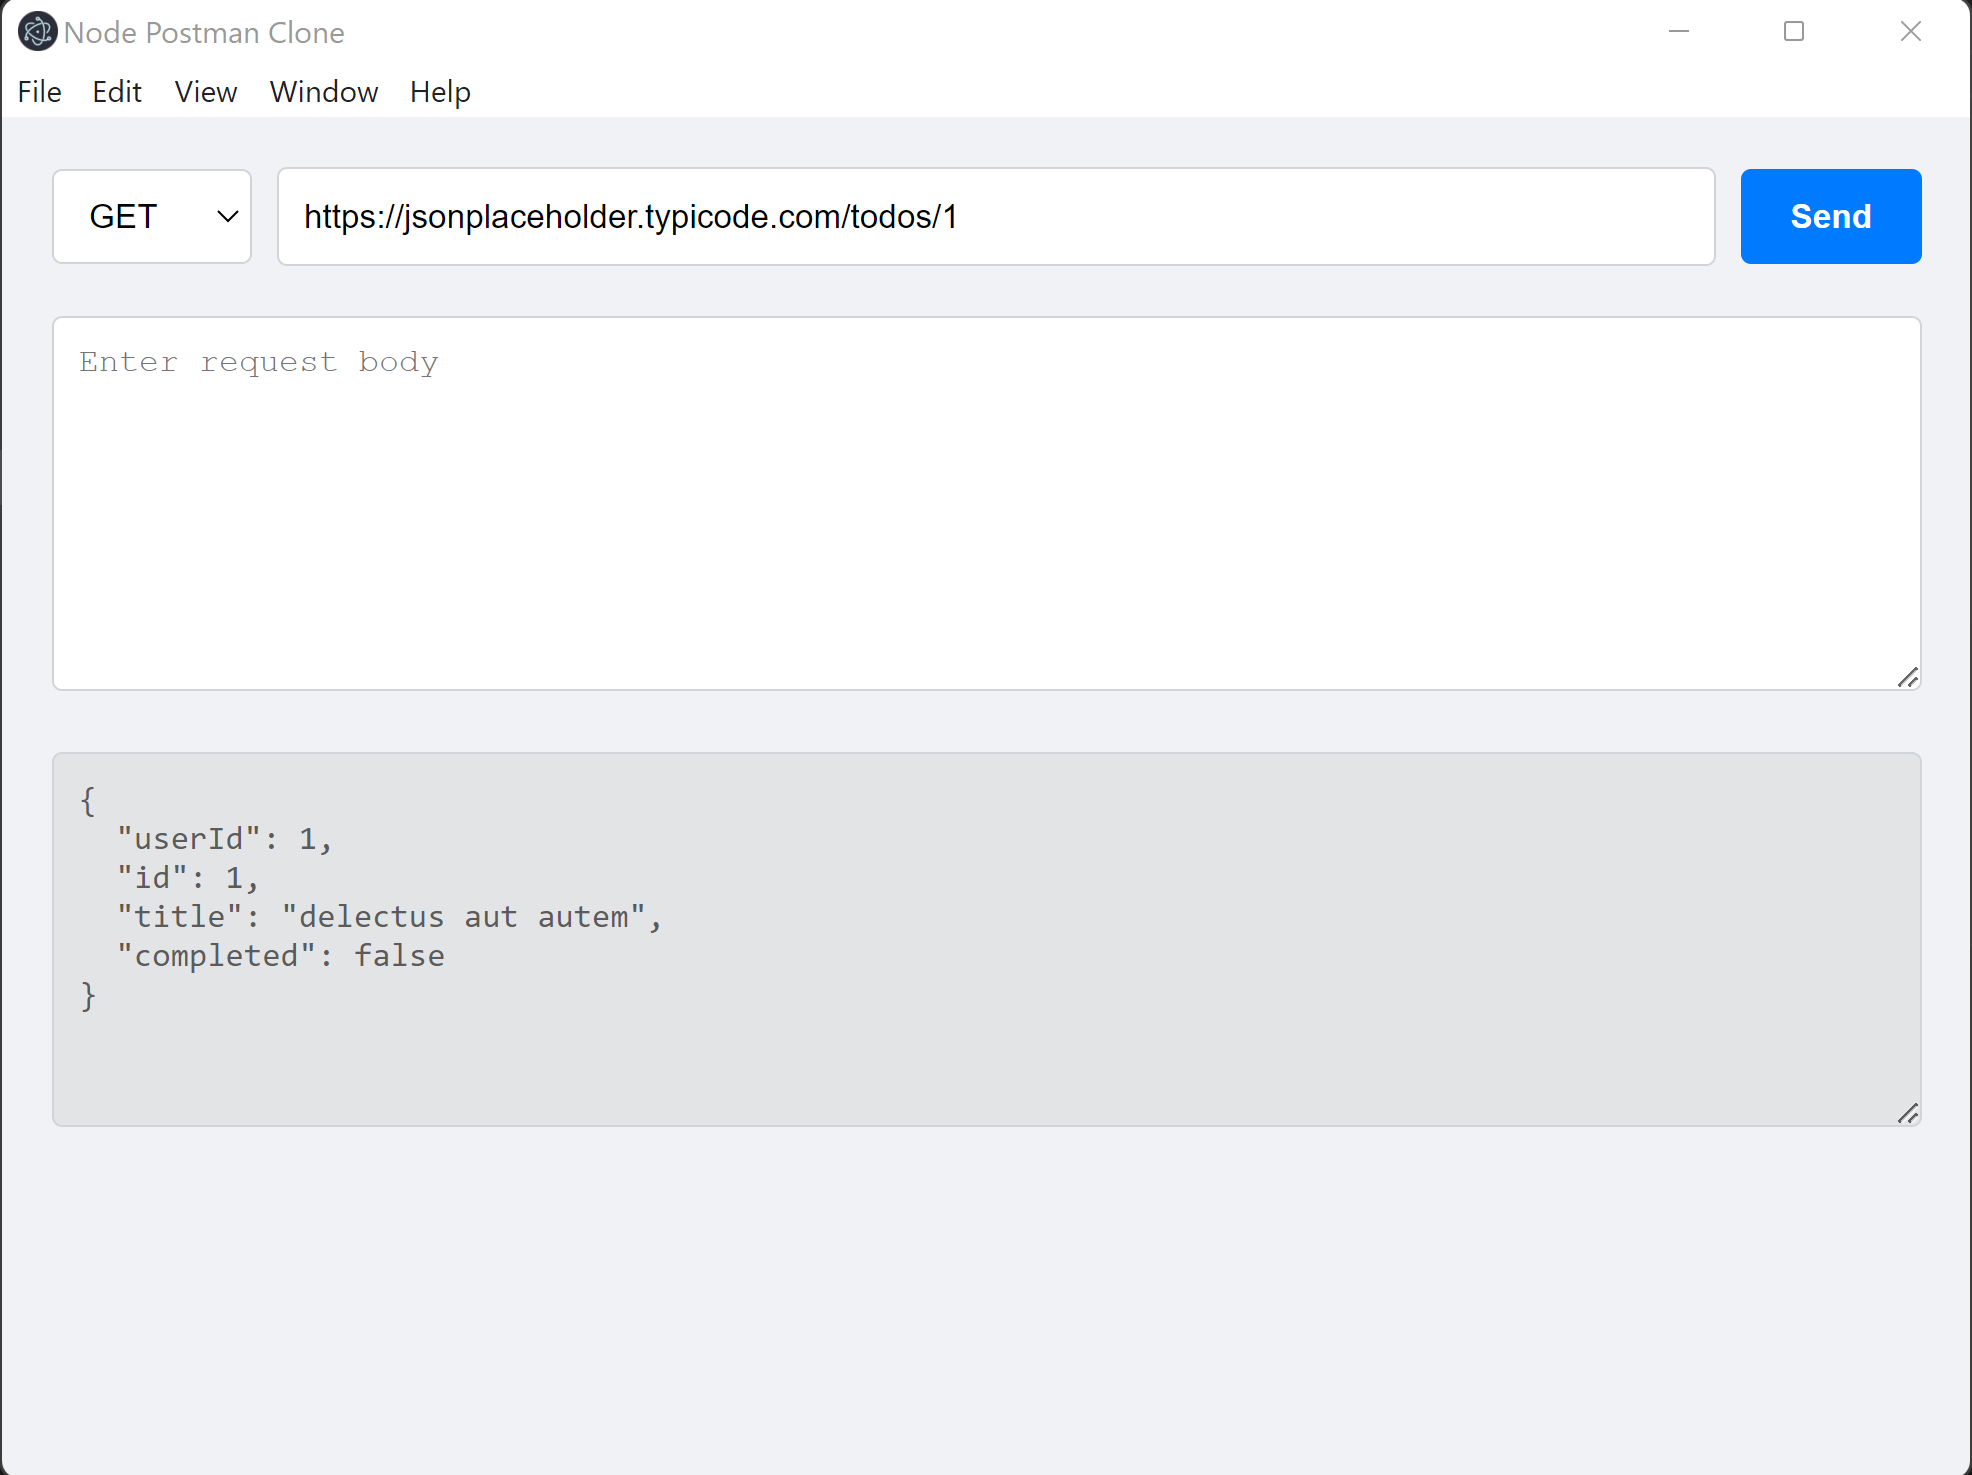 Node Postman Clone
File Edit View Window Help
GET https://jsonplaceholder.typicode.com/todos/1 Send
Enter request body
{
  "userId": 1,
  "id": 1,
  "title": "delectus aut autem",
  "completed": false
}